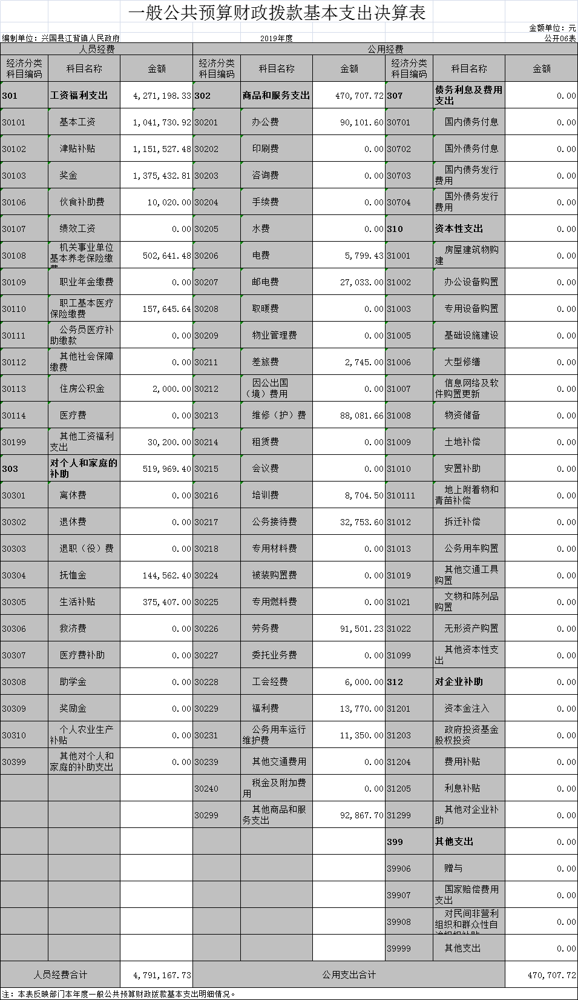 一般公共预算财政拨款基本支出决算表
金额单位：元
编制单位：兴国县江背镇人民政府 2019年度 公开06表
人员经费 公用经费
经济分类科目编码 科目名称 金额 经济分类科目编码 科目名称 金额 经济分类科目编码 科目名称 金额
301 工资福利支出 4,271,198.33 302 商品和服务支出 470,707.72 307 债务利息及费用支出 0.00
30101 基本工资 1,041,730.92 30201 办公费 90,101.60 30701 国内债务付息 0.00
30102 津贴补贴 1,151,527.48 30202 印刷费 0.00 30702 国外债务付息 0.00
30103 奖金 1,375,432.81 30203 咨询费 0.00 30703 国内债务发行费用 0.00
30106 伙食补助费 10,020.00 30204 手续费 0.00 30704 国外债务发行费用 0.00
30107 绩效工资 0.00 30205 水费 0.00 310 资本性支出 0.00
30108 机关事业单位基本养老保险缴费 502,641.48 30206 电费 5,799.43 31001 房屋建筑物购建 0.00
30109 职业年金缴费 0.00 30207 邮电费 27,033.00 31002 办公设备购置 0.00
30110 职工基本医疗保险缴费 157,645.64 30208 取暖费 0.00 31003 专用设备购置 0.00
30111 公务员医疗补助缴款 0.00 30209 物业管理费 0.00 31005 基础设施建设 0.00
30112 其他社会保障缴费 0.00 30211 差旅费 2,745.00 31006 大型修缮 0.00
30113 住房公积金 2,000.00 30212 因公出国（境）费用 0.00 31007 信息网络及软件购置更新 0.00
30114 医疗费 0.00 30213 维修（护）费 88,081.66 31008 物资储备 0.00
30199 其他工资福利支出 30,200.00 30214 租赁费 0.00 31009 土地补偿 0.00
303 对个人和家庭的补助 519,969.40 30215 会议费 0.00 31010 安置补助 0.00
30301 离休费 0.00 30216 培训费 8,704.50 310111 地上附着物和青苗补偿 0.00
30302 退休费 0.00 30217 公务接待费 32,753.60 31012 拆迁补偿 0.00
30303 退职（役）费 0.00 30218 专用材料费 0.00 31013 公务用车购置 0.00
30304 抚恤金 144,562.40 30224 被装购置费 0.00 31019 其他交通工具购置 0.00
30305 生活补贴 375,407.00 30225 专用燃料费 0.00 31021 文物和陈列品购置 0.00
30306 救济费 0.00 30226 劳务费 91,501.23 31022 无形资产购置 0.00
30307 医疗费补助 0.00 30227 委托业务费 0.00 31099 其他资本性支出 0.00
30308 助学金 0.00 30228 工会经费 6,000.00 312 对企业补助 0.00
30309 奖励金 0.00 30229 福利费 13,770.00 31201 资本金注入 0.00
30310 个人农业生产补贴 0.00 30231 公务用车运行维护费 11,350.00 31203 政府投资基金股权投资 0.00
30399 其他对个人和家庭的补助支出 0.00 30239 其他交通费用 0.00 31204 费用补贴 0.00
30240 税金及附加费用 0.00 31205 利息补贴 0.00
30299 其他商品和服务支出 92,867.70 31299 其他对企业补助 0.00
399 其他支出 0.00
39906 赠与 0.00
39907 国家赔偿费用支出 0.00
39908 对民间非营利组织和群众性自治组织补贴 0.00
39999 其他支出 0.00
人员经费合计 4,791,167.73 公用支出合计 470,707.72
注：本表反映部门本年度一般公共预算财政拨款基本支出明细情况。